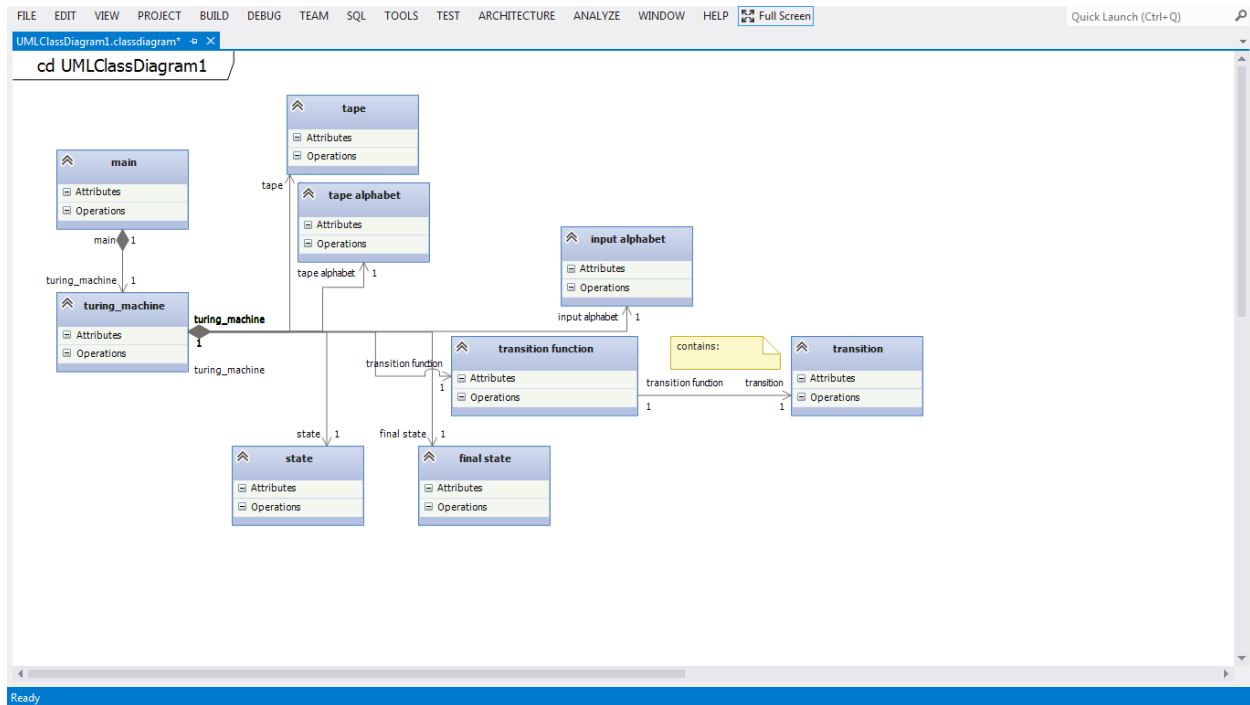 FILE EDIT VIEW PROJECT BUILD DEBUG TEAM SQL TOOLS TEST ARCHITECTURE ANALYZE WINDOW HELP Full Screen Quick Launch (Ctrl+Q)
UMLClassDiagram1.classdiagram*
cd UMLClassDiagram1
tape
Attributes
Operations
main
Attributes
Operations
tape
tape alphabet
Attributes
Operations
main 1
input alphabet
Attributes
Operations
tape alphabet 1
turing_machine 1
turing_machine
Attributes
Operations
turing_machine
1
turing_machine
input alphabet 1
transition function
Attributes
Operations
transition function
1
contains:
transition
Attributes
Operations
transition function transition
1 1
state 1
final state 1
state
Attributes
Operations
final state
Attributes
Operations
Ready